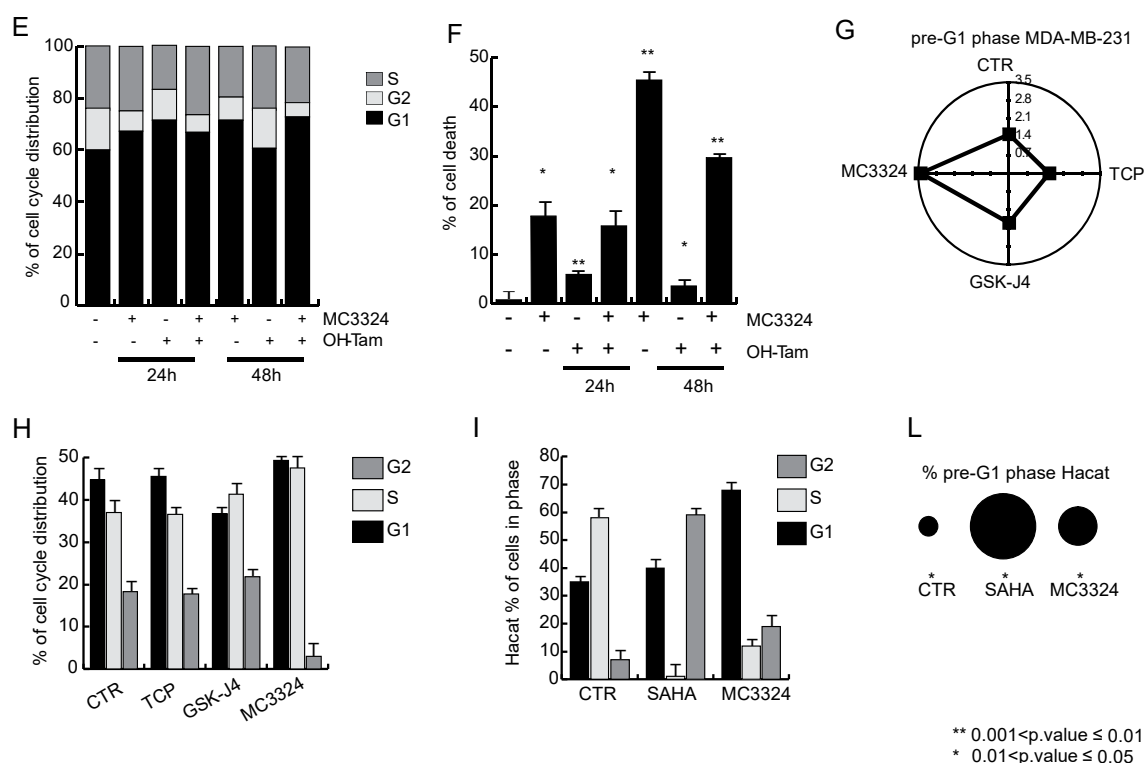 E
% of cell cycle distribution
100
80
60
40
20
0
S
G2
G1
- + - + + - + MC3324
- - + + - + + OH-Tam
24h 48h
F
% of cell death
50
40
30
20
10
0
* ** * ** * **
- + - + + - + MC3324
- - + + - + + OH-Tam
24h 48h
G
pre-G1 phase MDA-MB-231
CTR
3.5
2.8
2.1
1.4
0.7
MC3324
TCP
GSK-J4
H
% of cell cycle distribution
50
40
30
20
10
0
G2
S
G1
CTR TCP GSK-J4 MC3324
I
Hacat % of cells in phase
80
70
60
50
40
30
20
10
0
G2
S
G1
CTR SAHA MC3324
L
% pre-G1 phase Hacat
* * *
CTR SAHA MC3324
** 0.001<p.value ≤ 0.01
* 0.01<p.value ≤ 0.05